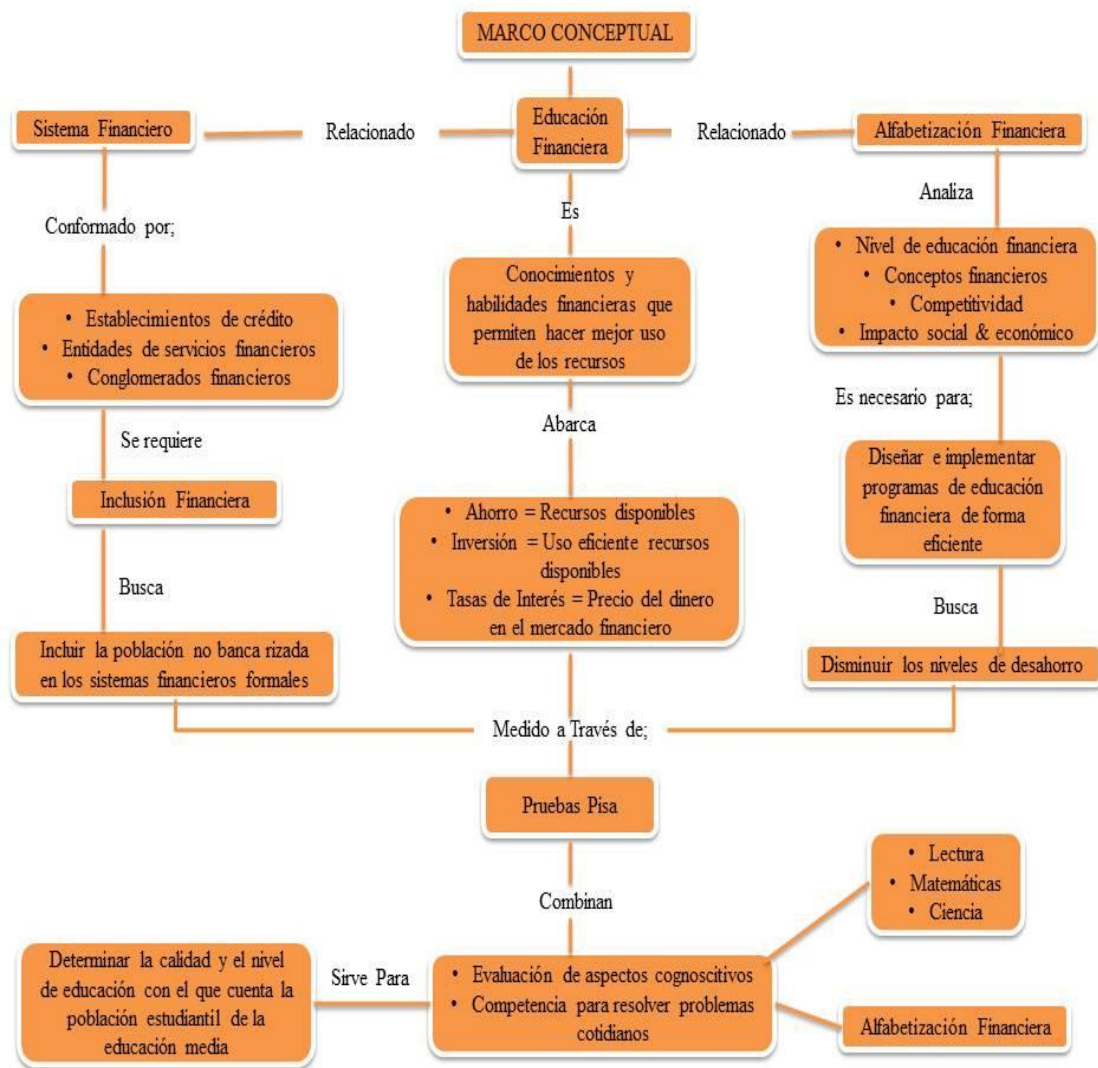 MARCO CONCEPTUAL
Sistema Financiero
Relacionado
Educación
Financiera
Relacionado
Alfabetización Financiera
Conformado por;
Es
Analiza
• Establecimientos de crédito
• Entidades de servicios financieros
• Conglomerados financieros
Conocimientos y
habilidades financieras que
permiten hacer mejor uso
de los recursos
• Nivel de educación financiera
• Conceptos financieros
• Competitividad
• Impacto social & económico
Se requiere
Abarca
Es necesario para;
Inclusión Financiera
• Ahorro = Recursos disponibles
• Inversión = Uso eficiente recursos
disponibles
• Tasas de Interés = Precio del dinero
en el mercado financiero
Diseñar e implementar
programas de educación
financiera de forma
eficiente
Busca
Busca
Incluir la población no banca rizada
en los sistemas financieros formales
Disminuir los niveles de desahorro
Medido a Través de;
Pruebas Pisa
Combinan
• Lectura
• Matemáticas
• Ciencia
Determinar la calidad y el nivel
de educación con el que cuenta la
población estudiantil de la
educación media
Sirve Para
• Evaluación de aspectos cognoscitivos
• Competencia para resolver problemas
cotidianos
Alfabetización Financiera